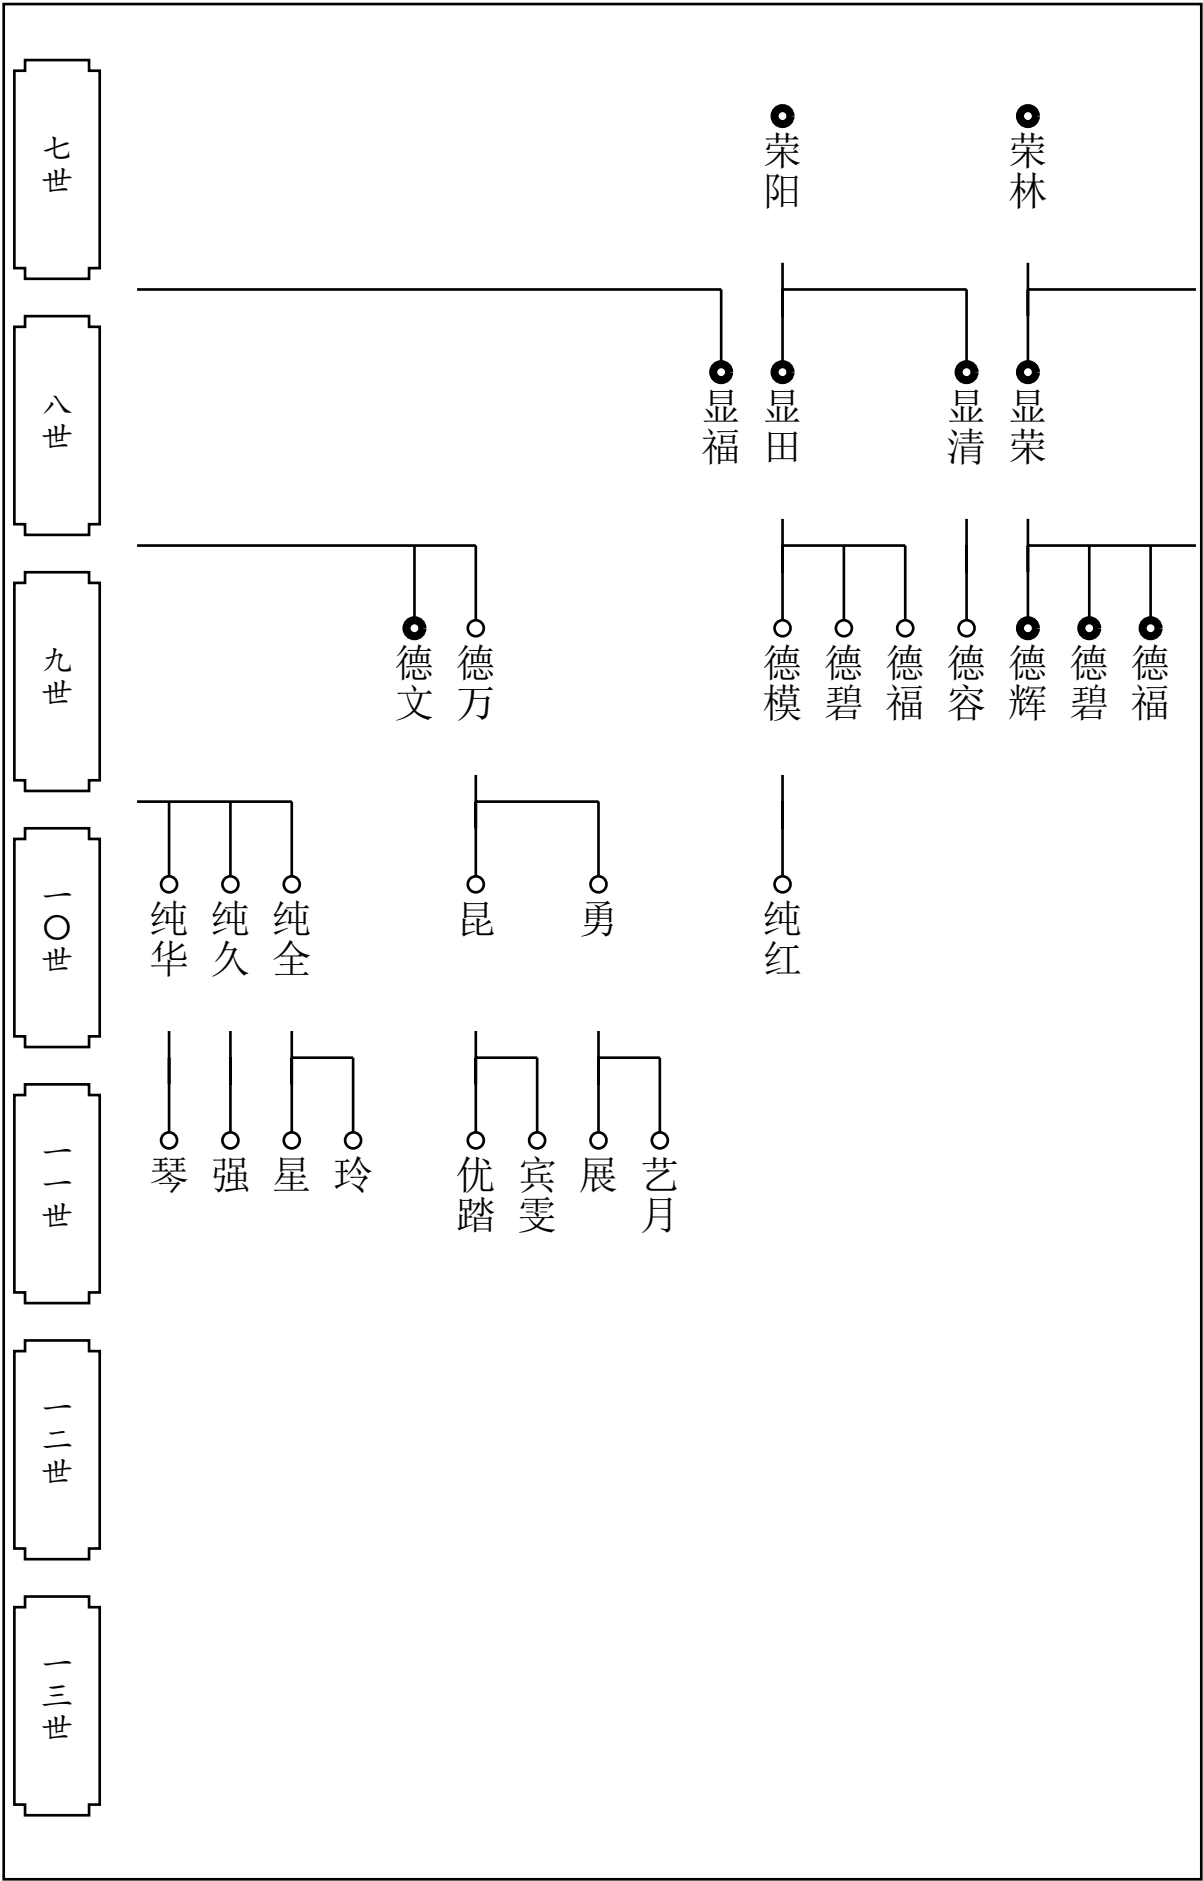 七世
荣阳
荣林
八世
显福
显田
显清
显荣
九世
德文
德万
德模
德碧
德福
德容
德辉
德碧
德福
一〇世
纯华
纯久
纯全
昆
勇
纯红
一一世
琴
强
星
玲
优踏
宾雯
展
艺月
一二世
一三世